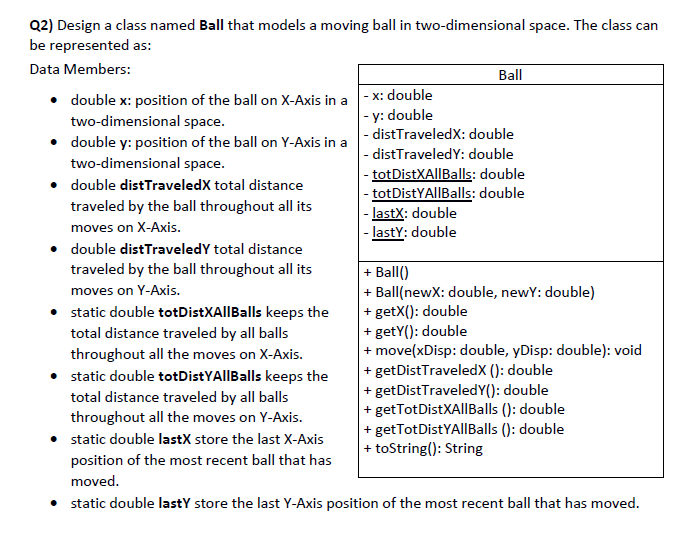 Q2) Design a class named Ball that models a moving ball in two-dimensional space. The class can
be represented as:
Data Members:
• double x: position of the ball on X-Axis in a
two-dimensional space.
• double y: position of the ball on Y-Axis in a
two-dimensional space.
• double distTraveledX total distance
traveled by the ball throughout all its
moves on X-Axis.
• double distTraveledY total distance
traveled by the ball throughout all its
moves on Y-Axis.
• static double totDistXAllBalls keeps the
total distance traveled by all balls
throughout all the moves on X-Axis.
• static double totDistYAllBalls keeps the
total distance traveled by all balls
throughout all the moves on Y-Axis.
• static double lastX store the last X-Axis
position of the most recent ball that has
moved.
• static double lastY store the last Y-Axis position of the most recent ball that has moved.
Ball
- x: double
- y: double
- distTraveledX: double
- distTraveledY: double
- totDistXAllBalls: double
- totDistYAllBalls: double
- lastX: double
- lastY: double
+ Ball()
+ Ball(newX: double, newY: double)
+ getX(): double
+ getY(): double
+ move(xDisp: double, yDisp: double): void
+ getDistTraveledX (): double
+ getDistTraveledY(): double
+ getTotDistXAllBalls (): double
+ getTotDistYAllBalls (): double
+ toString(): String